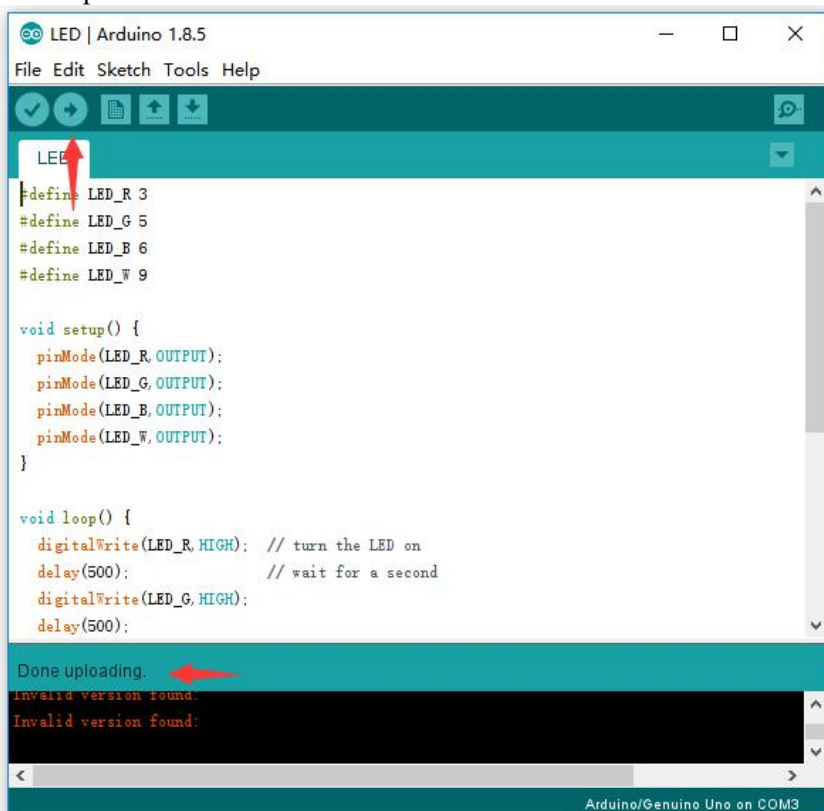 LED | Arduino 1.8.5
File Edit Sketch Tools Help
LED
#define LED_R 3
#define LED_G 5
#define LED_B 6
#define LED_W 9
void setup() {
pinMode(LED_R,OUTPUT);
pinMode(LED_G,OUTPUT);
pinMode(LED_B,OUTPUT);
pinMode(LED_W,OUTPUT);
}
void loop() {
digitalWrite(LED_R,HIGH); // turn the LED on
delay(500); // wait for a second
digitalWrite(LED_G,HIGH);
delay(500);
Done uploading.
Invalid version found:
Invalid version found:
Arduino/Genuino Uno on COM3